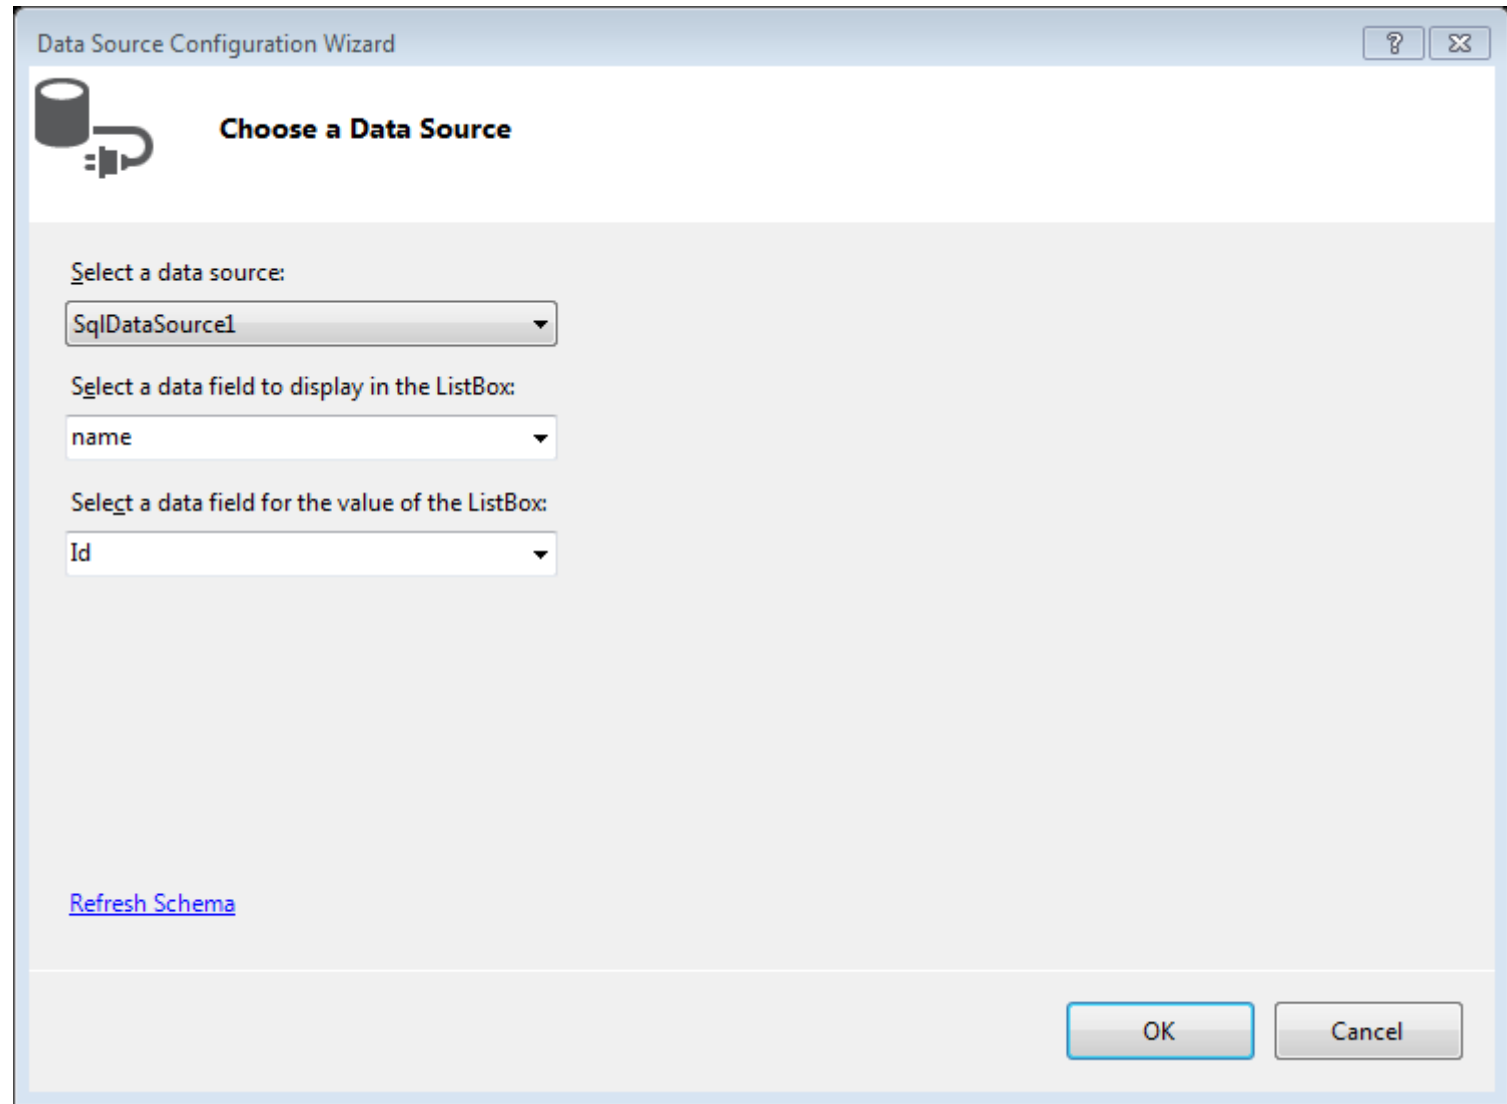 Data Source Configuration Wizard
Choose a Data Source
Select a data source:
SqlDataSource1
Select a data field to display in the ListBox:
name
Select a data field for the value of the ListBox:
Id
Refresh Schema
OK
Cancel